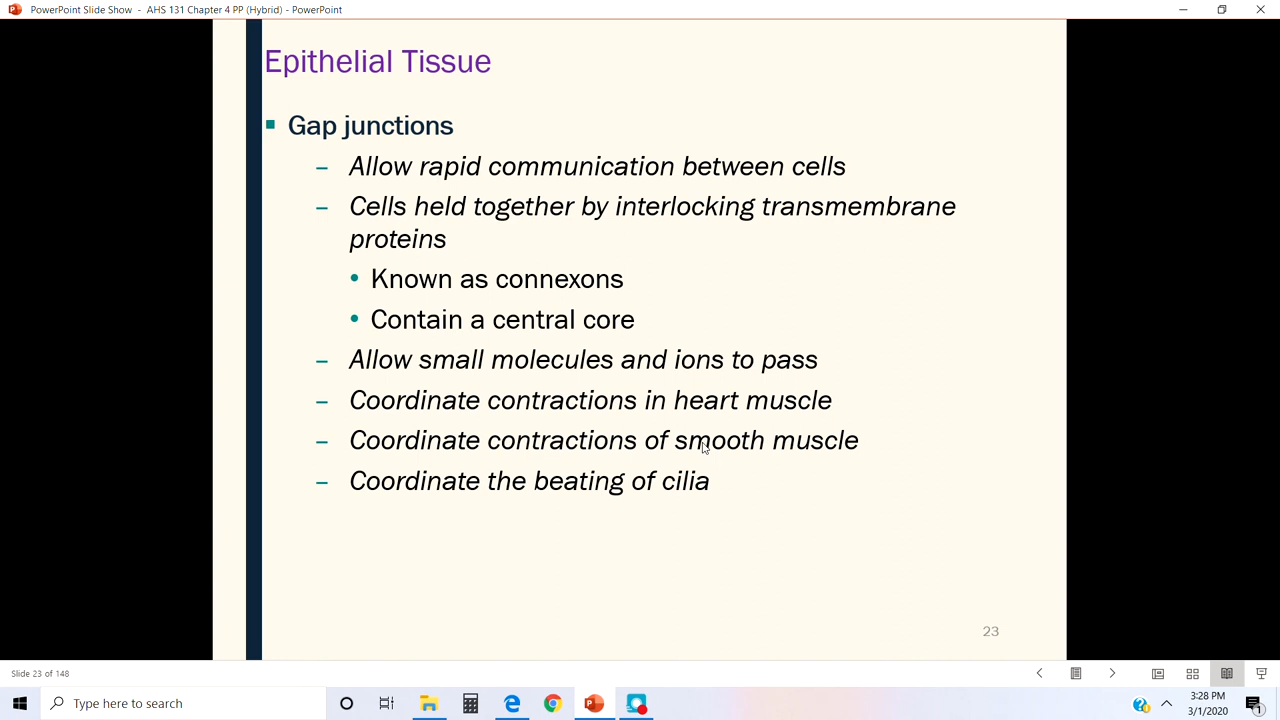 PowerPoint Slide Show - AHS 131 Chapter 4 PP (Hybrid) - PowerPoint
Epithelial Tissue
Gap junctions
– Allow rapid communication between cells
– Cells held together by interlocking transmembrane
proteins
• Known as connexons
• Contain a central core
– Allow small molecules and ions to pass
– Coordinate contractions in heart muscle
– Coordinate contractions of smooth muscle
– Coordinate the beating of cilia
23
Slide 23 of 148
Type here to search
3:28 PM
3/1/2020
1